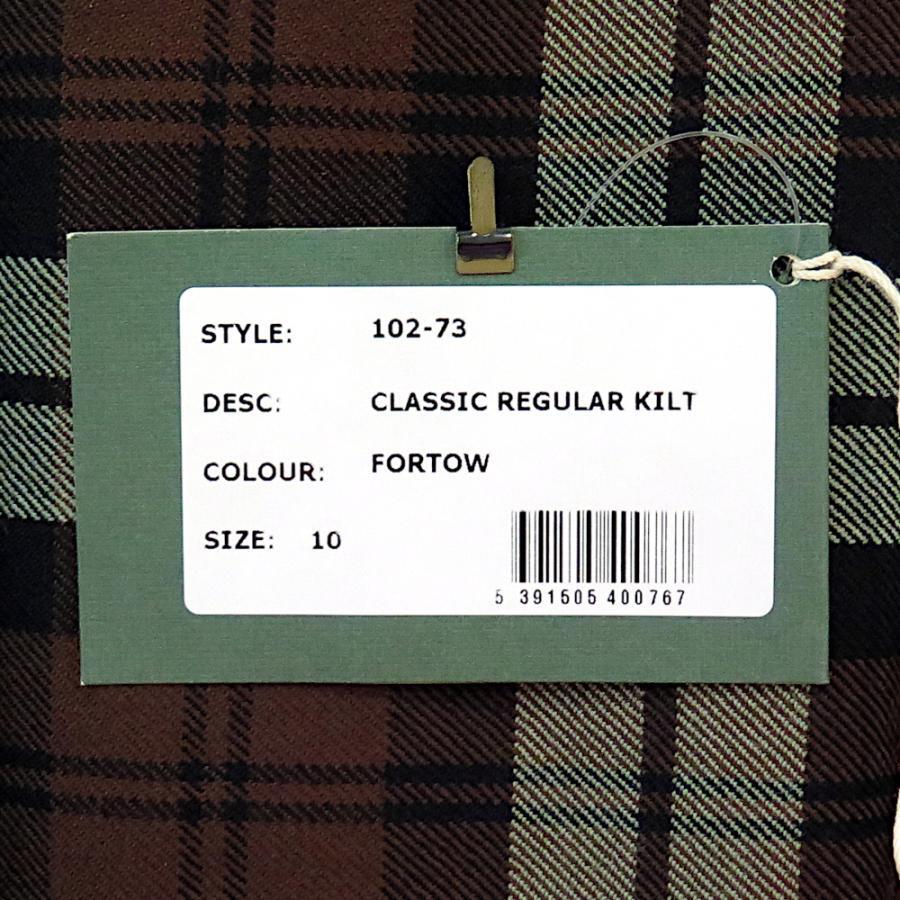 STYLE: 102-73
DESC: CLASSIC REGULAR KILT
COLOUR: FORTOW
SIZE: 10
5 391505 400767